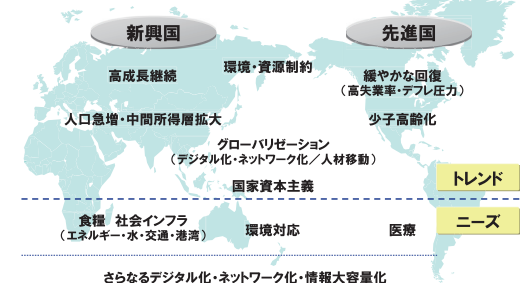 新興国
先進国
高成長継続
環境・資源制約
緩やかな回復
（高失業率・デフレ圧力）
人口急増・中間所得層拡大
少子高齢化
グローバリゼーション
（デジタル化・ネットワーク化／人材移動）
国家資本主義
トレンド
ニーズ
食糧　社会インフラ
（エネルギー・水・交通・港湾）
環境対応
医療
さらなるデジタル化・ネットワーク化・情報大容量化